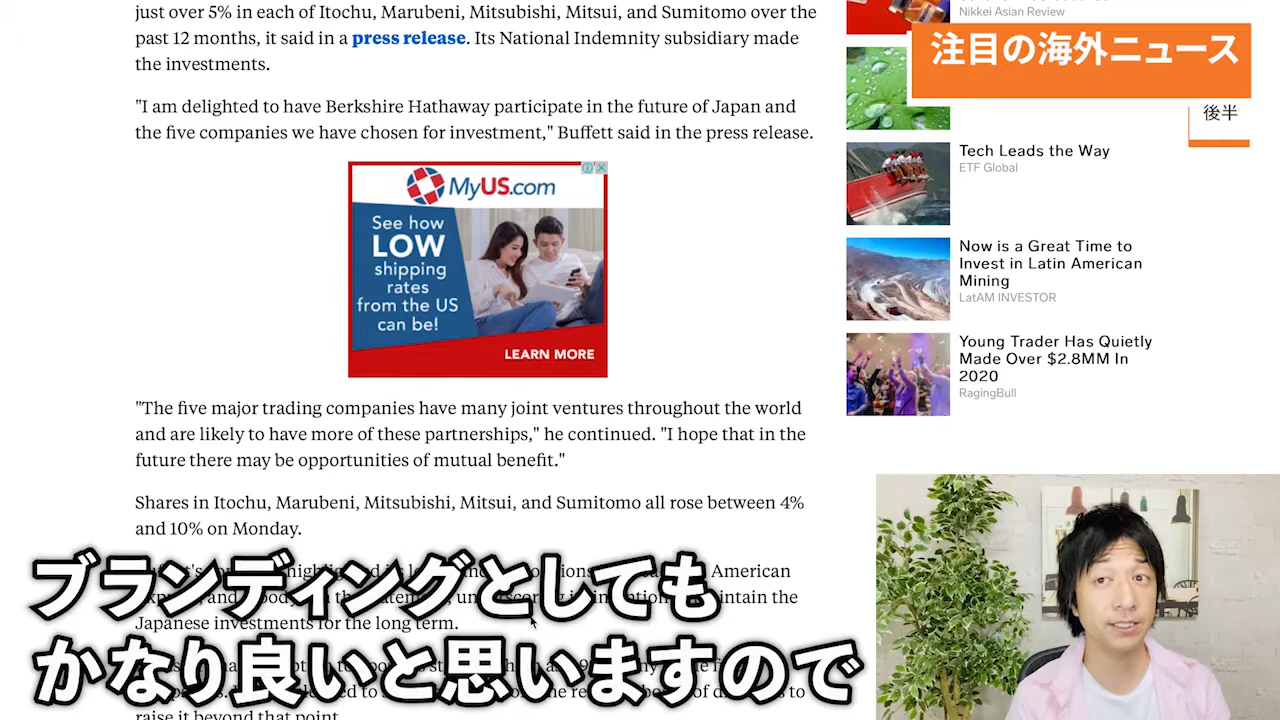 just over 5% in each of Itochu, Marubeni, Mitsubishi, Mitsui, and Sumitomo over the
past 12 months, it said in a press release. Its National Indemnity subsidiary made
the investments.
"I am delighted to have Berkshire Hathaway participate in the future of Japan and
the five companies we have chosen for investment," Buffett said in the press release.
MyUS.com
See how
LOW
shipping
rates
from the US
can be!
LEARN MORE
"The five major trading companies have many joint ventures throughout the world
and are likely to have more of these partnerships," he continued. "I hope that in the
future there may be opportunities of mutual benefit."
Shares in Itochu, Marubeni, Mitsubishi, Mitsui, and Sumitomo all rose between 4%
and 10% on Monday.
American
the
Japanese investments for the long term.
raise it beyond that point.
ブランディングとしても
かなり良いと思いますので
Nikkei Asian Review
注目の海外ニュース
後半
Tech Leads the Way
ETF Global
Now is a Great Time to
Invest in Latin American
Mining
LatAM INVESTOR
Young Trader Has Quietly
Made Over $2.8MM In
2020
RagingBull